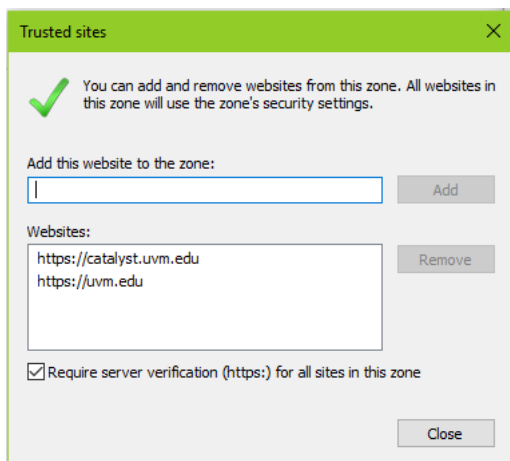 Trusted sites
You can add and remove websites from this zone. All websites in
this zone will use the zone's security settings.
Add this website to the zone:
Add
Websites:
https://catalyst.uvm.edu
https://uvm.edu
Remove
Require server verification (https:) for all sites in this zone
Close